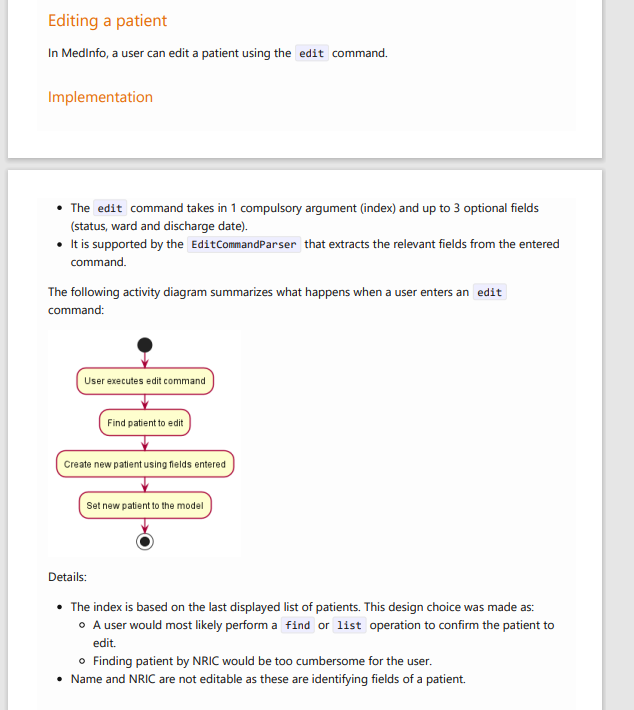 Editing a patient
In MedInfo, a user can edit a patient using the edit command.
Implementation
• The edit command takes in 1 compulsory argument (index) and up to 3 optional fields
(status, ward and discharge date).
• It is supported by the EditCommandParser that extracts the relevant fields from the entered
command.
The following activity diagram summarizes what happens when a user enters an edit
command:
User executes edit command
Find patient to edit
Create new patient using fields entered
Set new patient to the model
Details:
• The index is based on the last displayed list of patients. This design choice was made as:
○ A user would most likely perform a find or list operation to confirm the patient to
edit.
○ Finding patient by NRIC would be too cumbersome for the user.
• Name and NRIC are not editable as these are identifying fields of a patient.